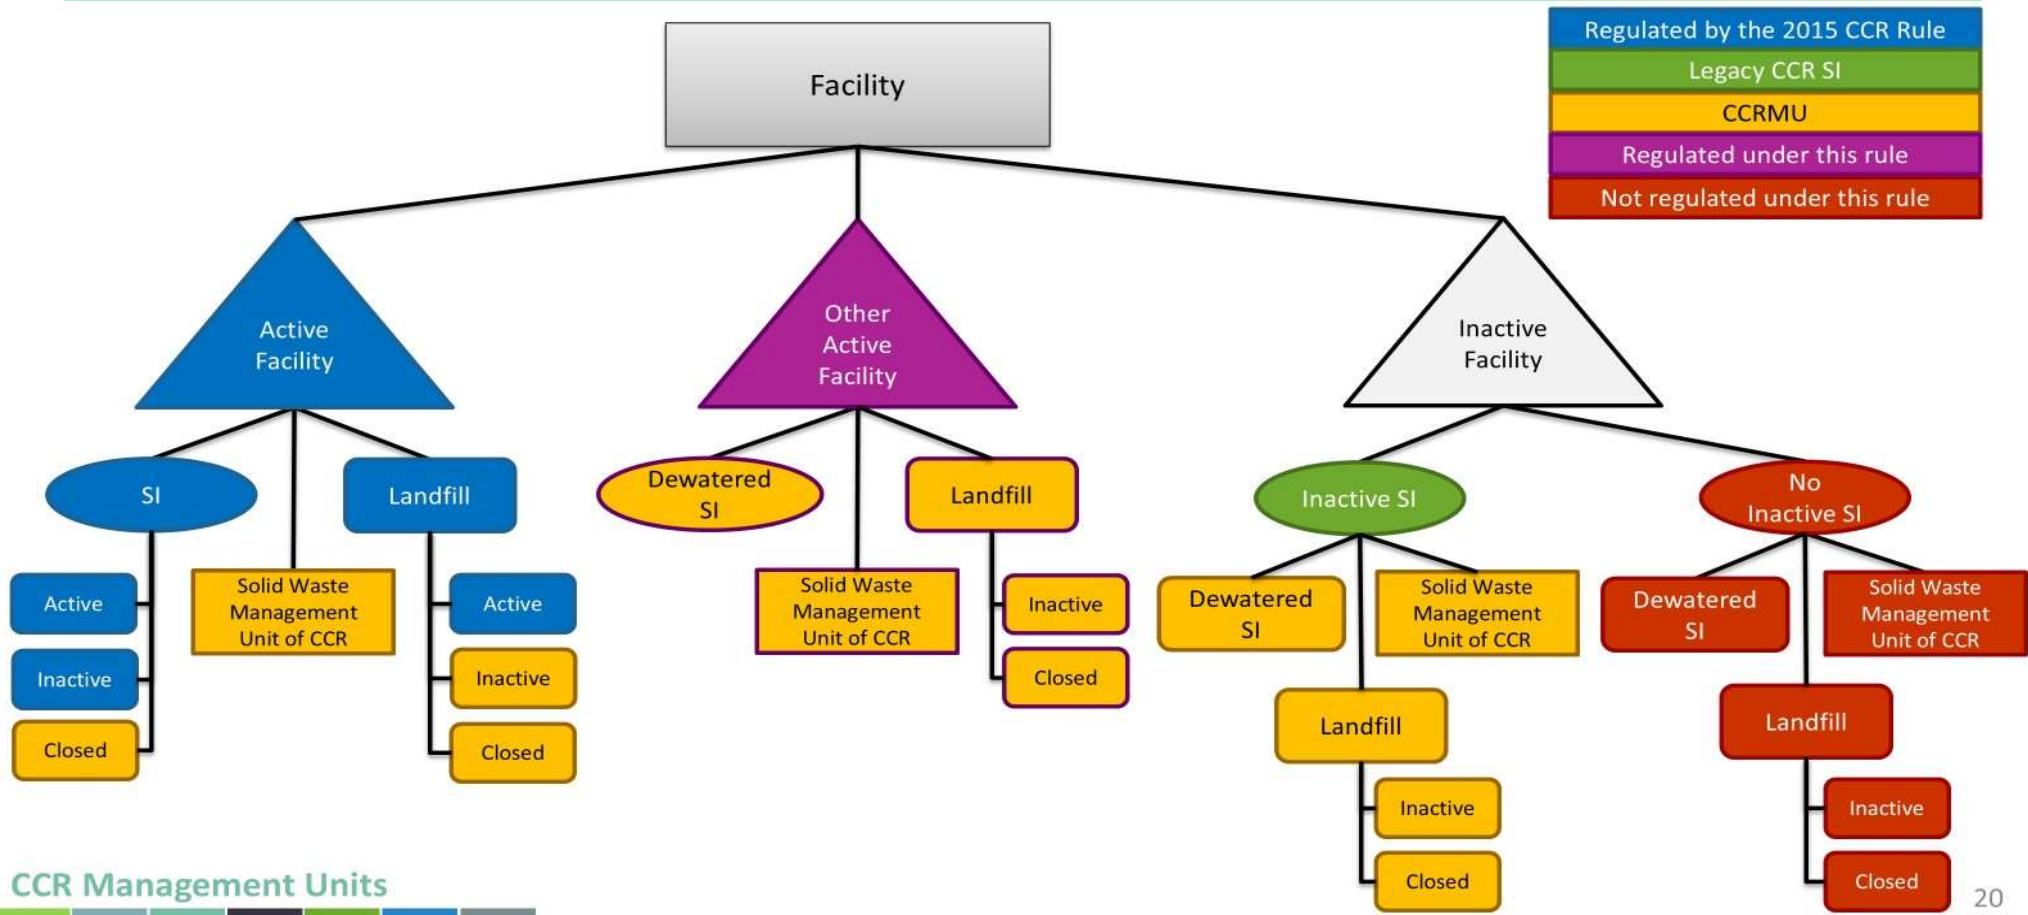 Facility
Regulated by the 2015 CCR Rule
Legacy CCR SI
CCRMU
Regulated under this rule
Not regulated under this rule
Active
Facility
Other
Active
Facility
Inactive
Facility
SI
Landfill
Active
Inactive
Closed
Solid Waste
Management
Unit of CCR
Active
Inactive
Closed
Dewatered
SI
Landfill
Solid Waste
Management
Unit of CCR
Inactive
Closed
Inactive SI
Dewatered
SI
Solid Waste
Management
Unit of CCR
Landfill
Inactive
Closed
No
Inactive SI
Dewatered
SI
Solid Waste
Management
Unit of CCR
Landfill
Inactive
Closed
CCR Management Units
20